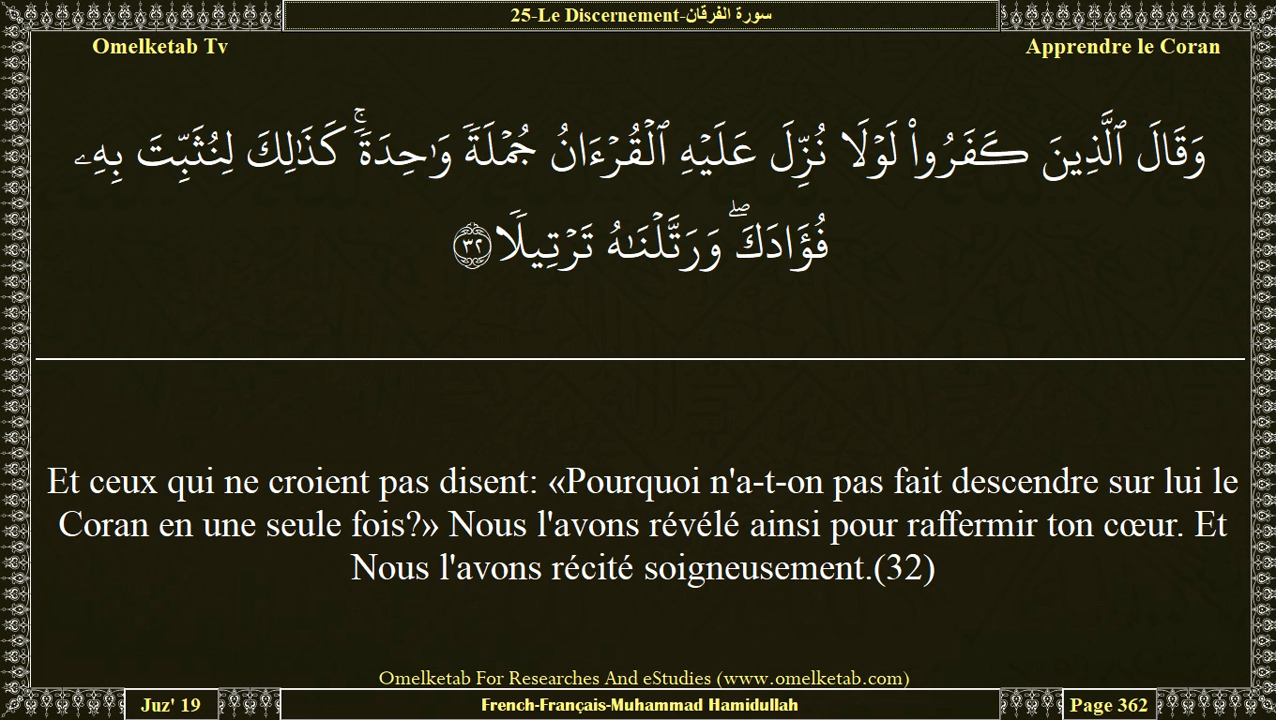 25-Le Discernement-سورة الفرقان
Omelketab Tv
Apprendre le Coran
وَقَالَ ٱلَّذِينَ كَفَرُوا۟ لَوْلَا نُزِّلَ عَلَيْهِ ٱلْقُرْءَانُ جُمْلَةً وَٰحِدَةً ۚ كَذَٰلِكَ لِنُثَبِّتَ بِهِۦ
فُؤَادَكَ ۖ وَرَتَّلْنَٰهُ تَرْتِيلًا ٣٢
Et ceux qui ne croient pas disent: «Pourquoi n'a-t-on pas fait descendre sur lui le
Coran en une seule fois?» Nous l'avons révélé ainsi pour raffermir ton cœur. Et
Nous l'avons récité soigneusement.(32)
Omelketab For Researches And eStudies (www.omelketab.com)
Juz' 19
French-Français-Muhammad Hamidullah
Page 362